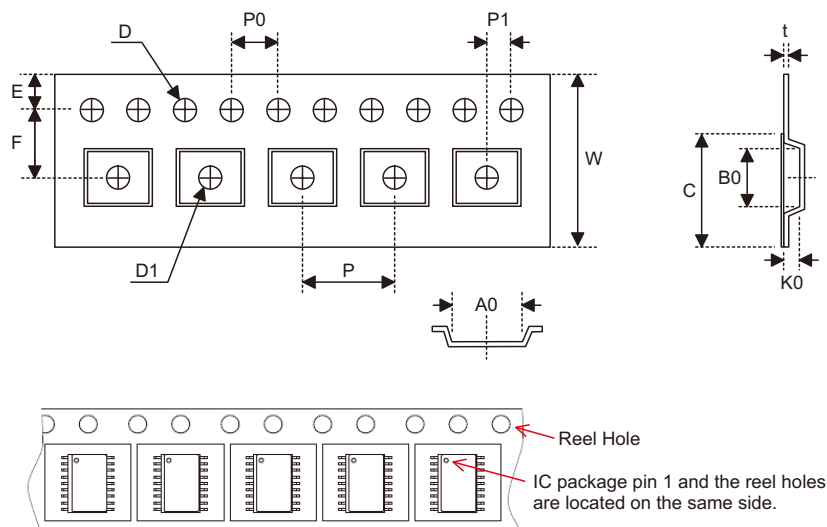 D
P0
P1
t
E
F
W
C
B0
D1
P
K0
A0
Reel Hole
IC package pin 1 and the reel holes
are located on the same side.